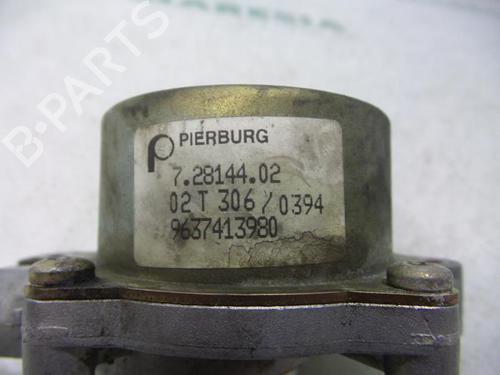 PIERBURG
7.28144.02
02 T 306 / 0394
9637413980
B-PARTS